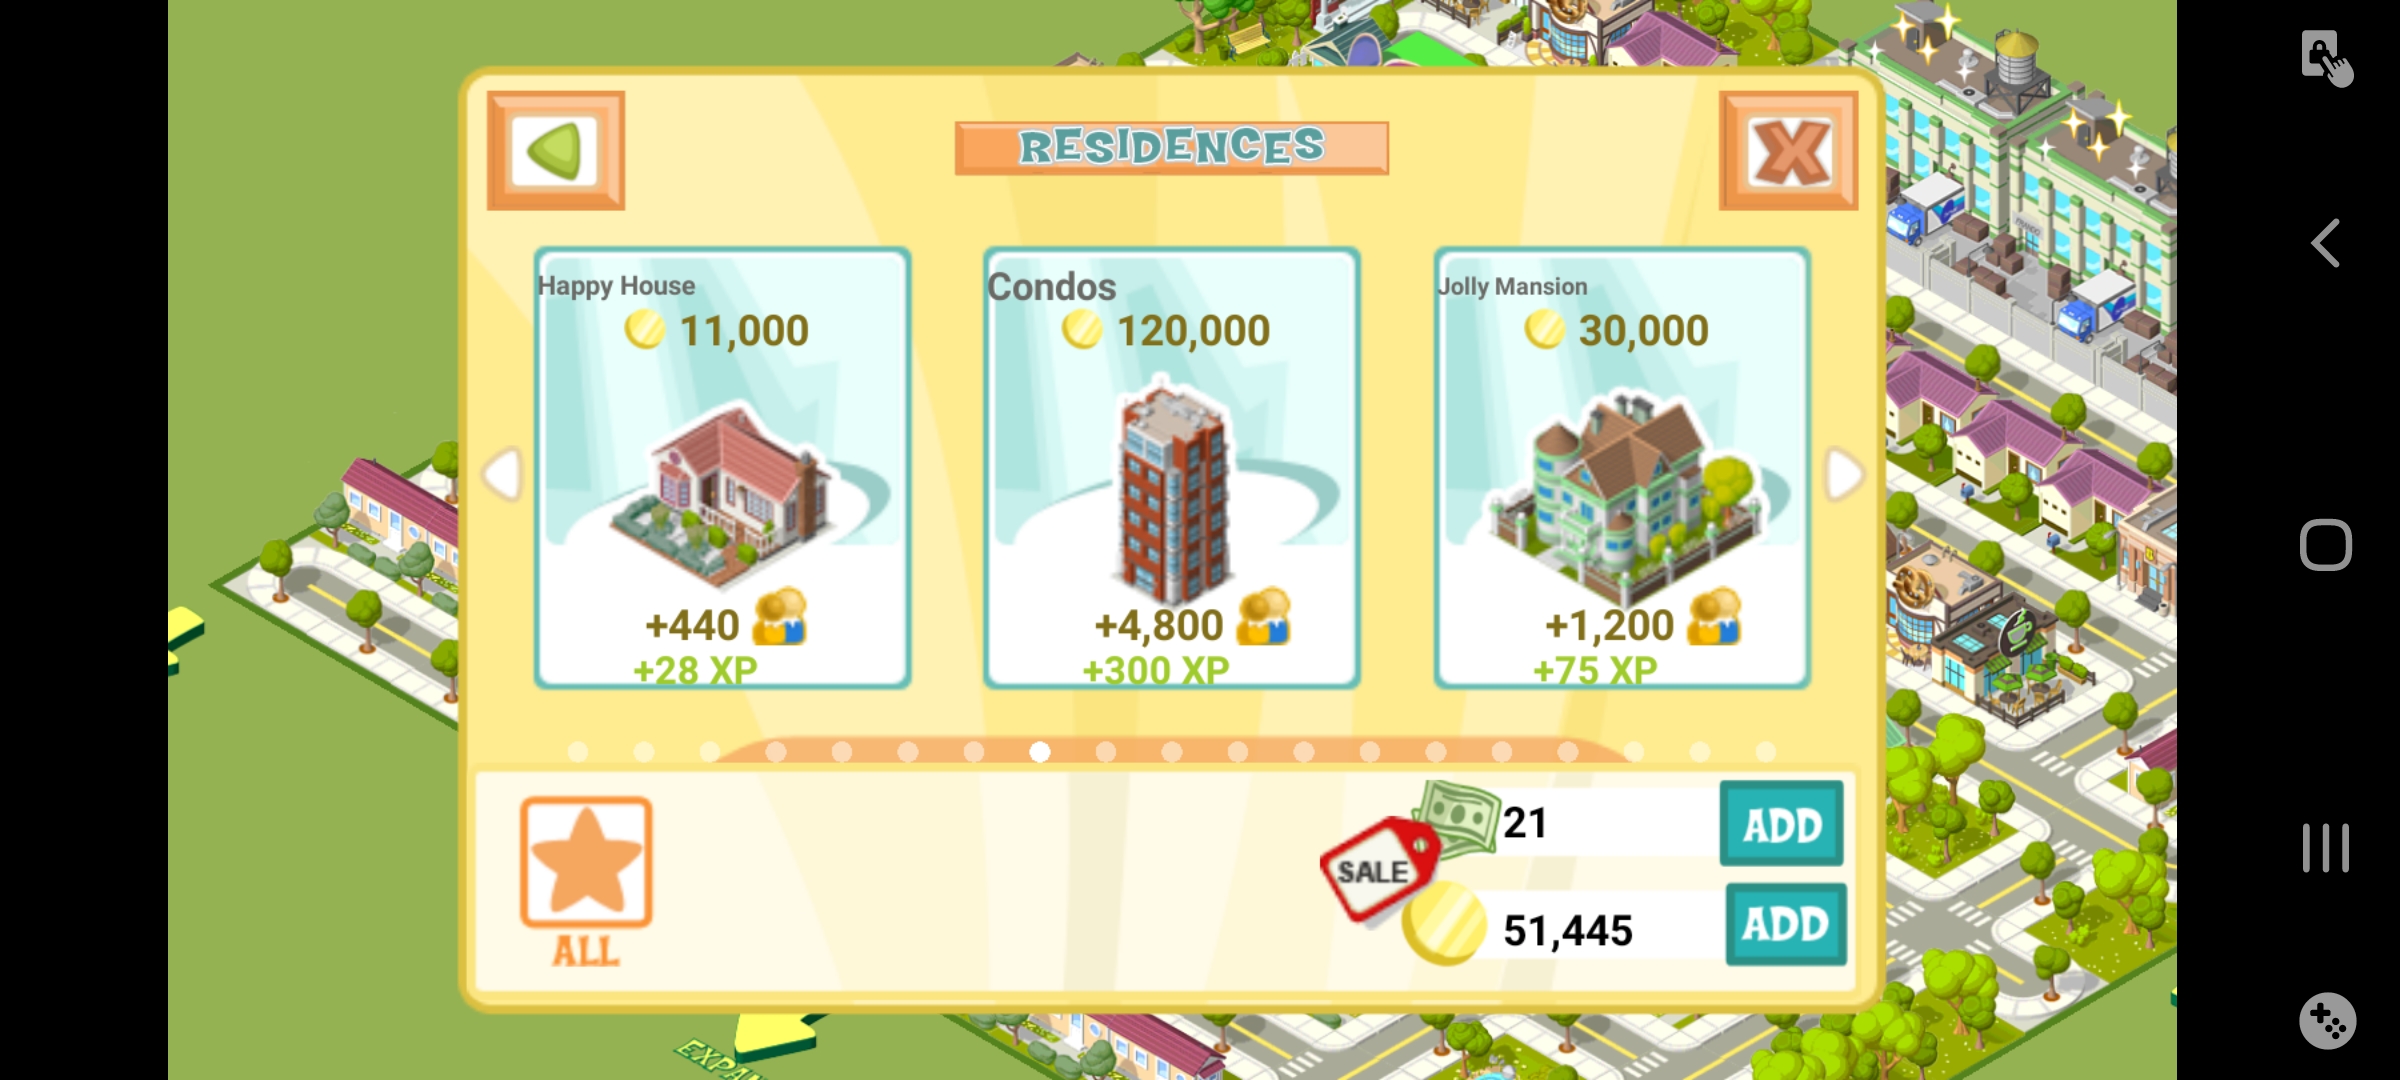 RESIDENCES
Happy House
11,000
+440
+28 XP
Condos
120,000
+4,800
+300 XP
Jolly Mansion
30,000
+1,200
+75 XP
ALL
SALE
21
ADD
51,445
ADD